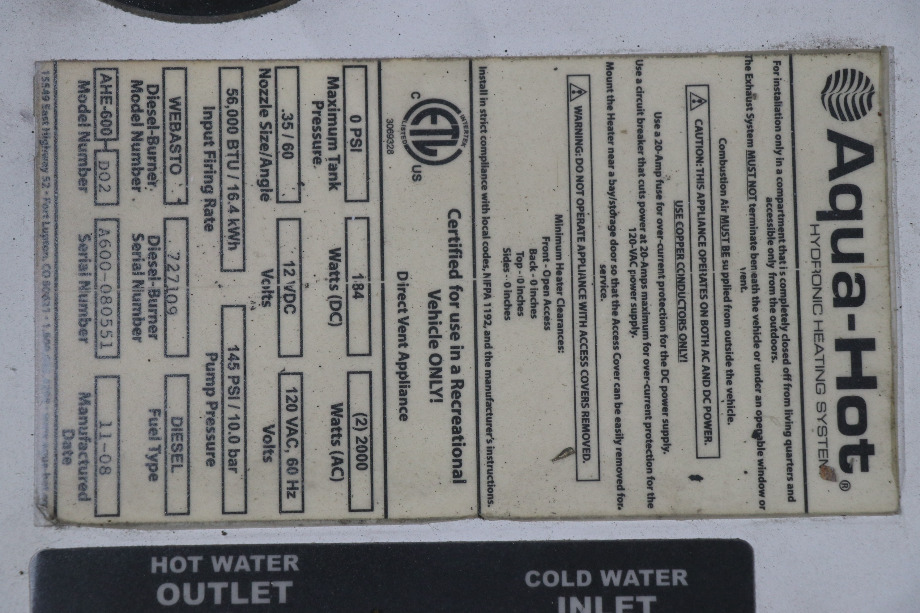 Aqua-Hot®
HYDRONIC HEATING SYSTEM
For installation only in a compartment that is completely closed off from living quarters and
accessible only from the outdoors.
The Exhaust System MUST NOT terminate beneath the vehicle or under an openable window or
vent.
Combustion Air MUST BE supplied from outside the vehicle.
CAUTION: THIS APPLIANCE OPERATES ON BOTH AC AND DC POWER.
USE COPPER CONDUCTORS ONLY!
Use a 20-Amp fuse for over-current protection for the DC power supply.
Use a circuit breaker that cuts power at 20-Amps maximum for over-current protection for the
120-VAC power supply.
Mount the Heater near a bay/storage door so that the Access Cover can be easily removed for
service.
WARNING: DO NOT OPERATE APPLIANCE WITH ACCESS COVERS REMOVED.
Minimum Heater Clearances:
Front - Open Access
Back - 0 inches
Top - 0 inches
Sides - 0 inches
Install in strict compliance with local codes, NFPA 1192, and the manufacturer's instructions.
INTERTEK
C ETL US
LISTED
3069328
Certified for use in a Recreational
Vehicle ONLY!
Direct Vent Appliance
0 PSI 184 (2) 2000
Maximum Tank Watts (DC) Watts (AC)
Pressure
.35 / 60 12 VDC 120 VAC, 60 Hz
Nozzle Size/Angle Volts Volts
56,000 BTU / 16.4 kWh 145 PSI / 10.0 bar
Input Firing Rate Pump Pressure
WEBASTO 727109 DIESEL
Diesel-Burner Diesel-Burner Fuel Type
Model Number Serial Number
AHE-600- D02 A600-080551 11-08
Model Number Serial Number Manufactured
Date
15549 East Highway 52 • Fort Lupton, CO 80621 •
HOT WATER
OUTLET
COLD WATER
INLET